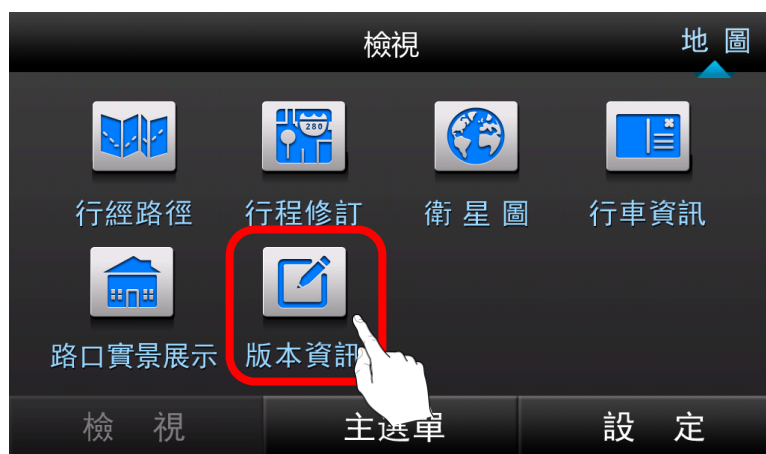 檢視
地 圖
280
行經路徑 行程修訂 衛 星 圖 行車資訊
路口實景展示 版本資訊
檢 視 主選單 設 定